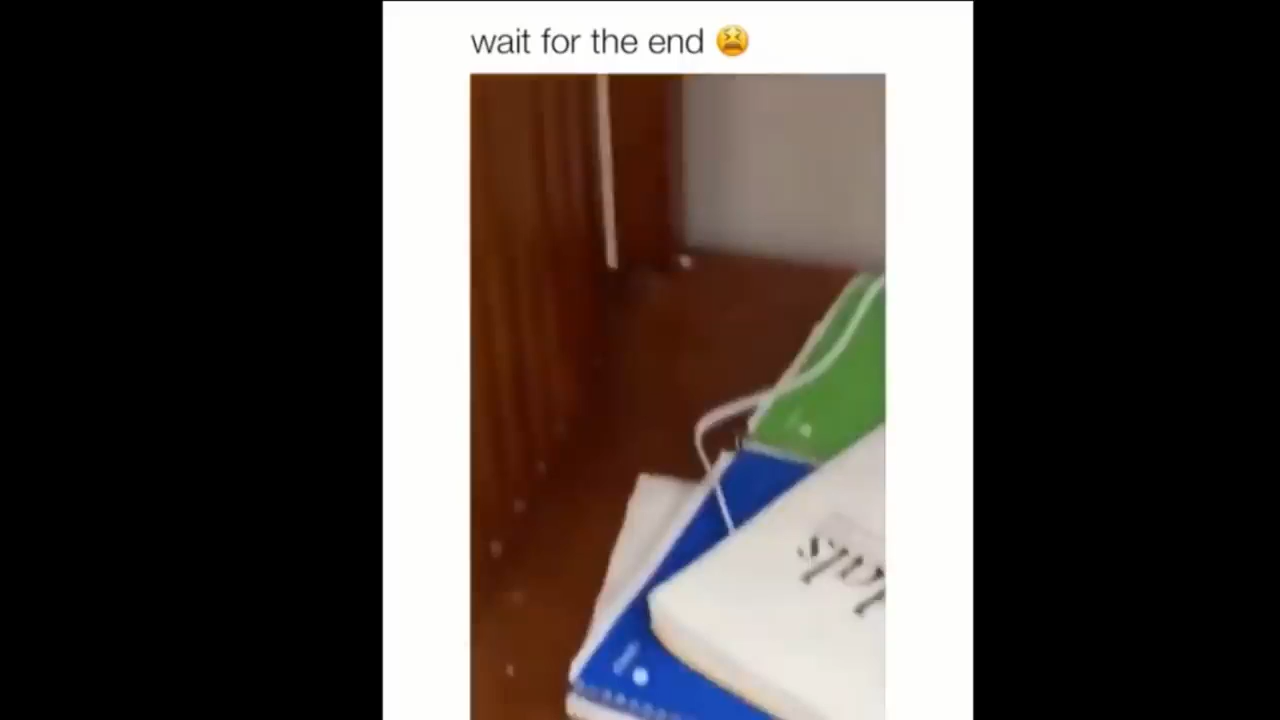 wait for the end 😫